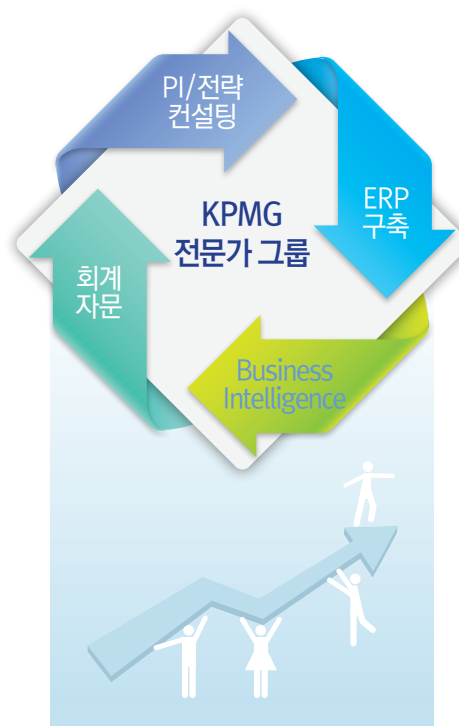 PI/전략
컨설팅
ERP
구축
KPMG
전문가 그룹
회계
자문
Business
Intelligence